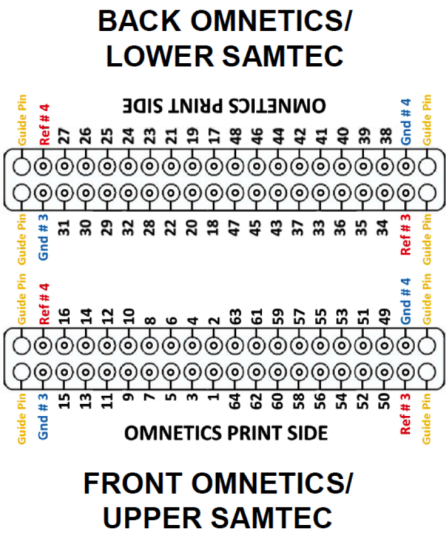 BACK OMNETICS/
LOWER SAMTEC
OMNETICS PRINT SIDE
Guide Pin Ref # 4 27 26 25 24 23 21 19 17 48 46 44 42 41 40 39 38 Gnd # 4 Guide Pin
Guide Pin Gnd # 3 31 30 29 32 28 22 20 18 47 45 43 37 33 36 35 34 Ref # 3 Guide Pin
Guide Pin Ref # 4 16 14 12 10 8 6 4 2 63 61 59 57 55 53 51 49 Gnd # 4 Guide Pin
Guide Pin Gnd # 3 15 13 11 9 7 5 3 1 64 62 60 58 56 54 52 50 Ref # 3 Guide Pin
OMNETICS PRINT SIDE
FRONT OMNETICS/
UPPER SAMTEC